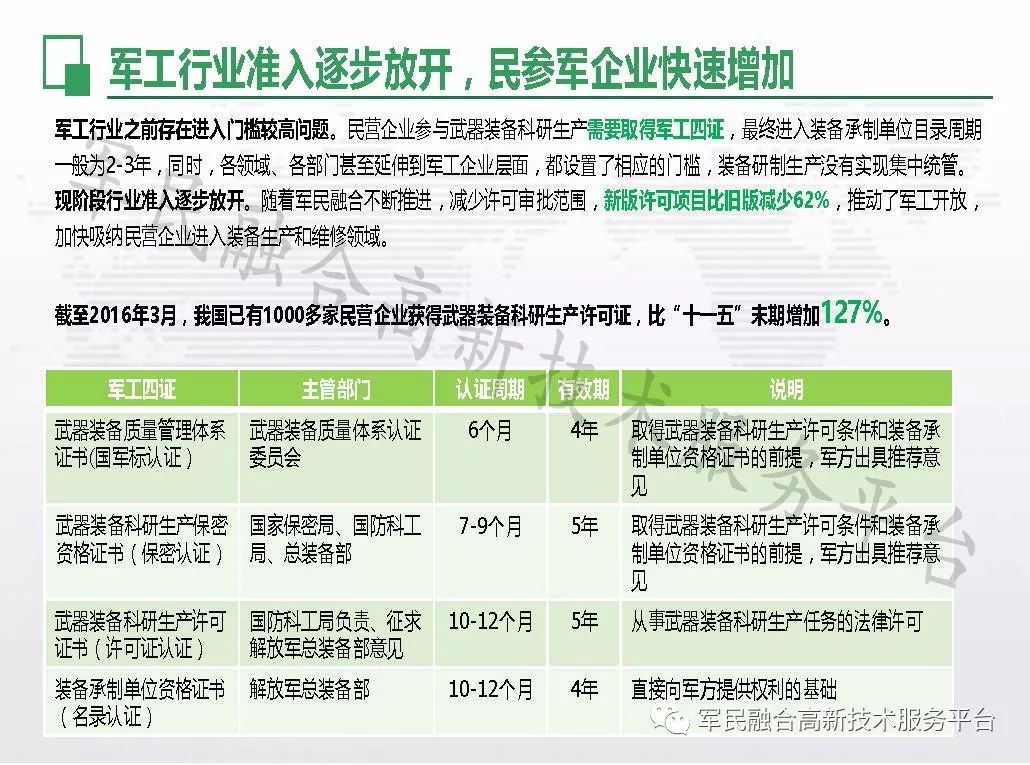 军工行业准入逐步放开，民参军企业快速增加
军工行业之前存在进入门槛较高问题。民营企业参与武器装备科研生产需要取得军工四证，最终进入装备承制单位目录周期
一般为2-3年，同时，各领域、各部门甚至延伸到军工企业层面，都设置了相应的门槛，装备研制生产没有实现集中统管。
现阶段行业准入逐步放开。随着军民融合不断推进，减少许可审批范围，新版许可项目比旧版减少62%，推动了军工开放，
加快吸纳民营企业进入装备生产和维修领域。
截至2016年3月，我国已有1000多家民营企业获得武器装备科研生产许可证，比“十一五”末期增加127%。
军工四证 主管部门 认证周期 有效期 说明
武器装备质量管理体系 武器装备质量体系认证 6个月 4年 取得武器装备科研生产许可条件和装备承
证书(国军标认证） 委员会 制单位资格证书的前提，军方出具推荐意
见
武器装备科研生产保密 国家保密局、国防科工 7-9个月 5年 取得武器装备科研生产许可条件和装备承
资格证书（保密认证） 局、总装备部 制单位资格证书的前提，军方出具推荐意
见
武器装备科研生产许可 国防科工局负责、征求 10-12个月 5年 从事武器装备科研生产任务的法律许可
证书（许可证认证） 解放军总装备部意见
装备承制单位资格证书 解放军总装备部 10-12个月 4年 直接向军方提供权利的基础
（名录认证）
军民融合高新技术服务平台
军民融合高新技术服务平台